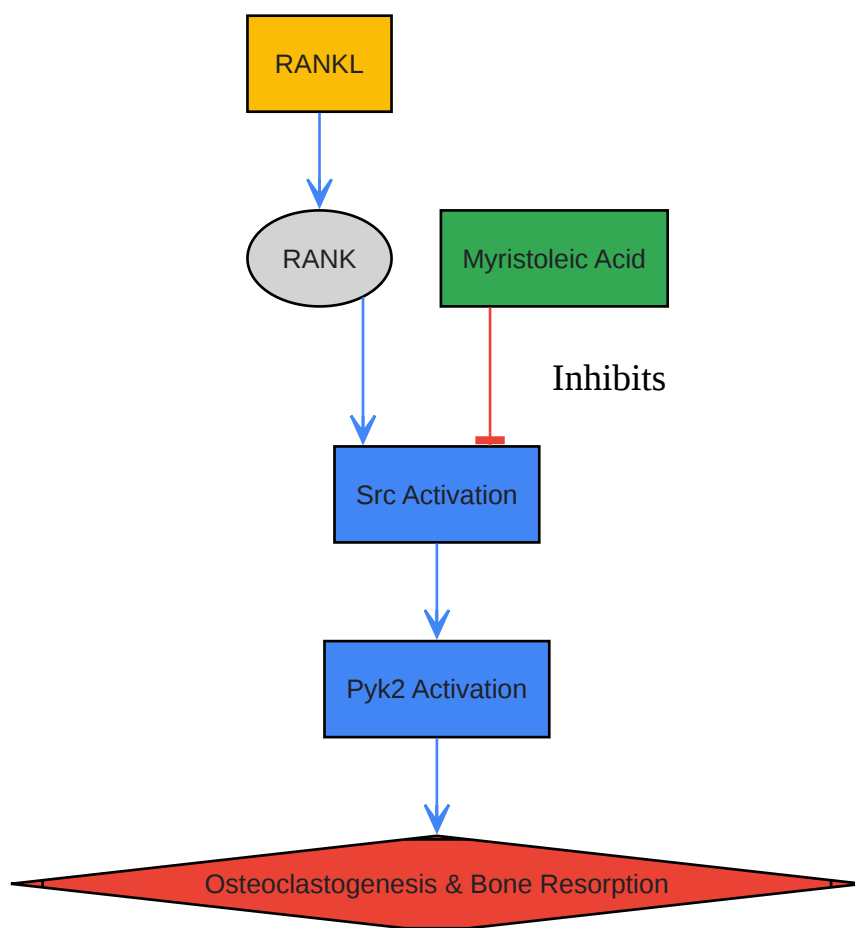 RANKL
RANK
Myristoleic Acid
Inhibits
Src Activation
Pyk2 Activation
Osteoclastogenesis & Bone Resorption